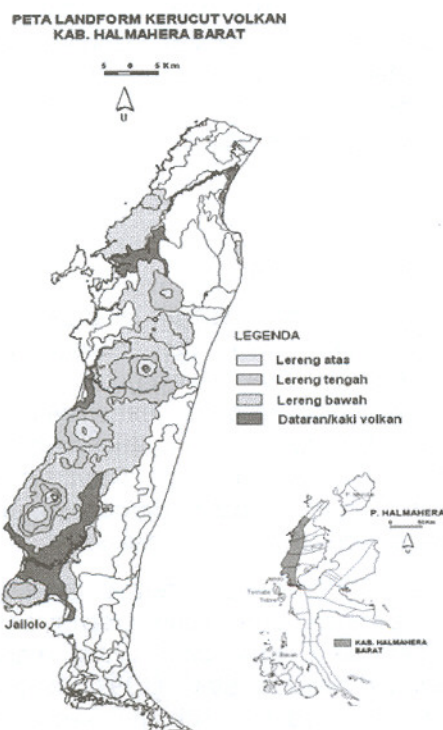 PETA LANDFORM KERUCUT VOLKAN
KAB. HALMAHERA BARAT
5 0 5 Km
U
LEGENDA
Lereng atas
Lereng tengah
Lereng bawah
Dataran/kaki volkan
Jailolo
P. HALMAHERA
Ternate
KAB. HALMAHERA
BARAT